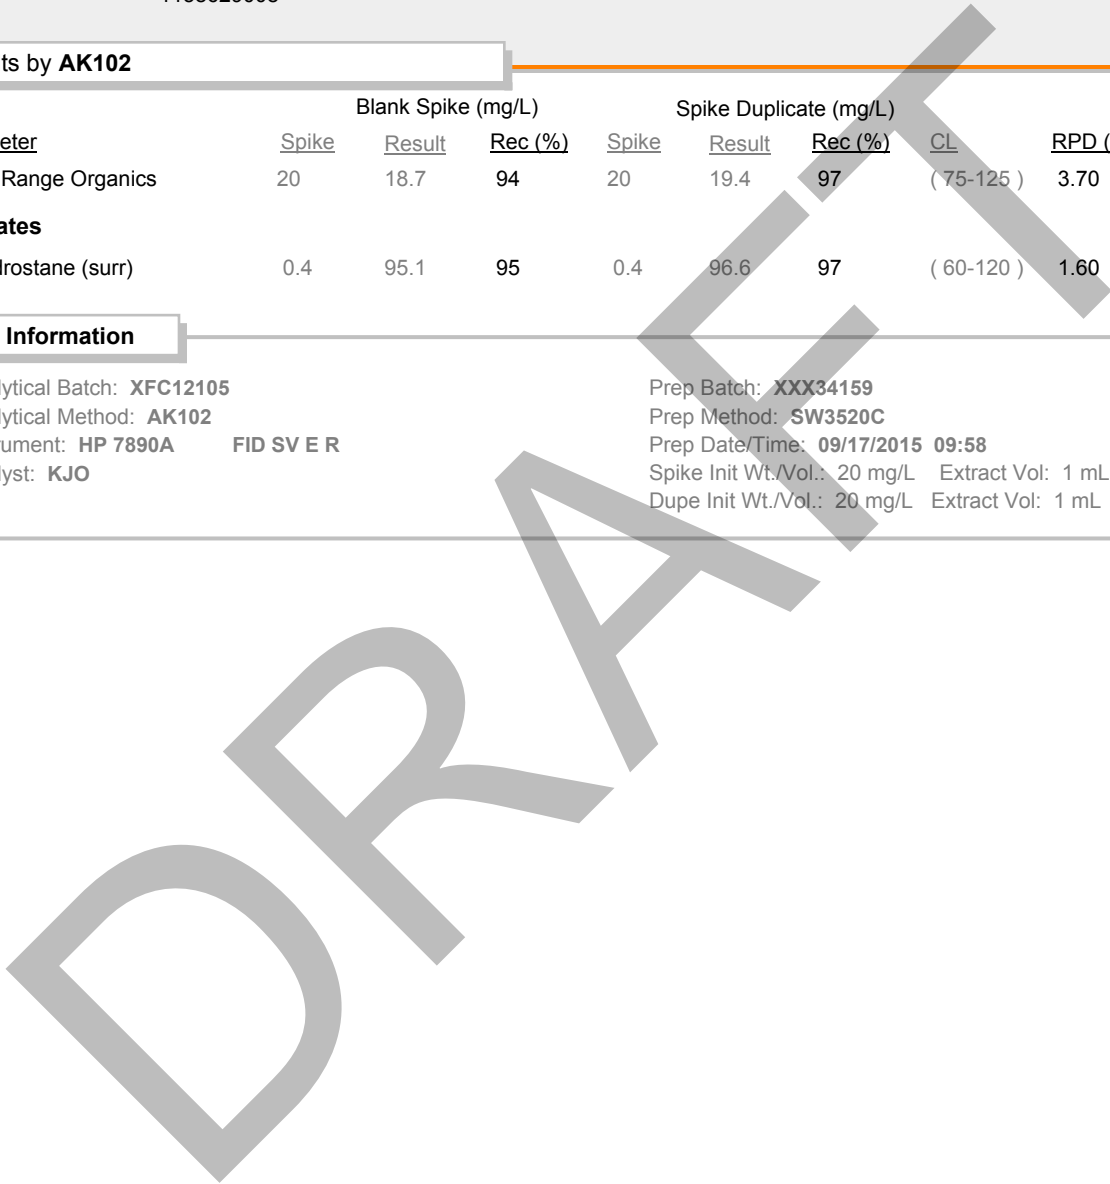 ts by AK102
Blank Spike (mg/L) Spike Duplicate (mg/L)
eter Spike Result Rec (%) Spike Result Rec (%) CL RPD (
Range Organics 20 18.7 94 20 19.4 97 ( 75-125 ) 3.70
ates
drostane (surr) 0.4 95.1 95 0.4 96.6 97 ( 60-120 ) 1.60
Information
lytical Batch: XFC12105
lytical Method: AK102
rument: HP 7890A FID SV E R
lyst: KJO
Prep Batch: XXX34159
Prep Method: SW3520C
Prep Date/Time: 09/17/2015 09:58
Spike Init Wt./Vol.: 20 mg/L Extract Vol: 1 mL
Dupe Init Wt./Vol.: 20 mg/L Extract Vol: 1 mL
DRAFT